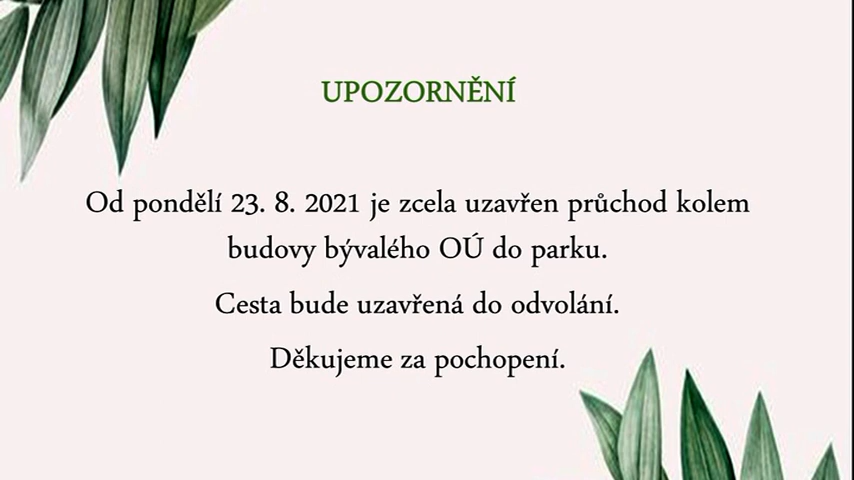 UPOZORNĚNÍ
Od pondělí 23. 8. 2021 je zcela uzavřen průchod kolem
budovy bývalého OÚ do parku.
Cesta bude uzavřená do odvolání.
Děkujeme za pochopení.